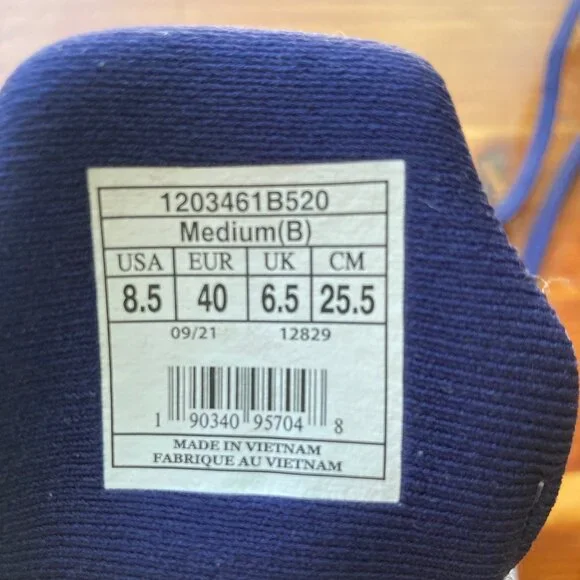 1203461B520
Medium(B)
USA EUR UK CM
8.5 40 6.5 25.5
09/21 12829
1 90340 95704 8
MADE IN VIETNAM
FABRIQUE AU VIETNAM